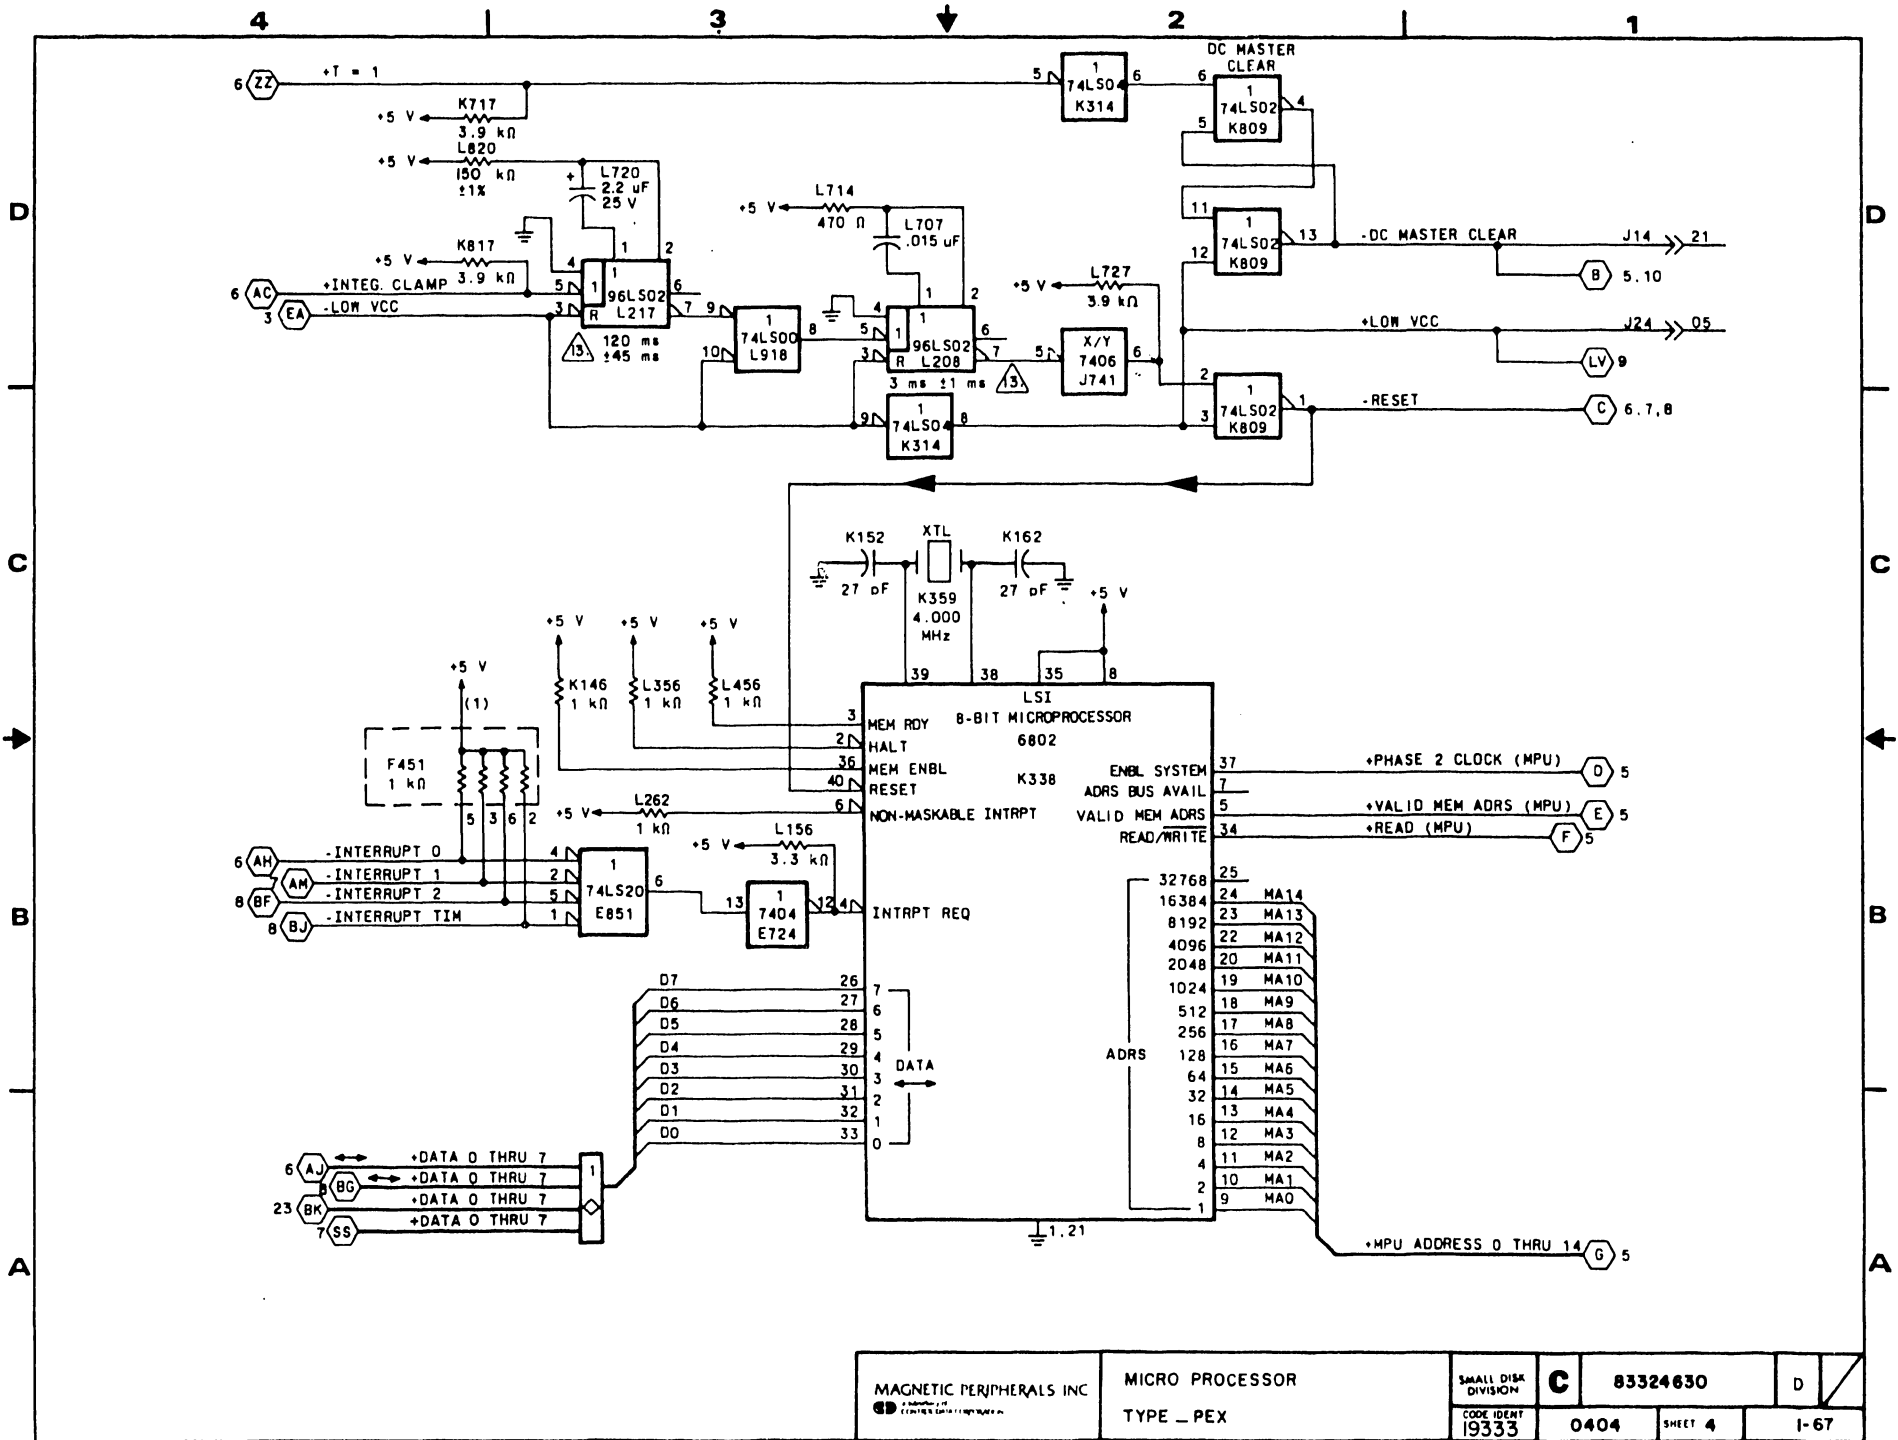 4 3 2 1
6 ZZ +T = 1
5 1 74LS04 K314 6
DC MASTER CLEAR
6 5 1 74LS02 K809 4
+5 V K717 3.9 kΩ
+5 V L820 150 kΩ ±1%
+ L720 2.2 uF 25 V
D D
+5 V L714 470 Ω
L707 .015 uF
11 12 1 74LS02 K809 13
-DC MASTER CLEAR J14 21
B 5.10
+5 V K817 3.9 kΩ
6 AC +INTEG. CLAMP
3 EA -LOW VCC
1 2 4 5 3 1 1 96LS02 R L217 6 7
13. 120 ms ±45 ms
9 10 1 74LS00 L918 8
1 2 4 5 3 1 1 96LS02 R L208 6 7
3 ms ±1 ms 13.
+5 V L727 3.9 kΩ
5 X/Y 7406 J741 6
+LOW VCC J24 05
LV 9
9 1 74LS04 K314 8
2 3 1 74LS02 K809 1
-RESET C 6.7,8
C C
K152 27 pF
XTL K359 4.000 MHz
K162 27 pF
+5 V
+5 V +5 V +5 V
K146 1 kΩ
L356 1 kΩ
L456 1 kΩ
+5 V (1)
F451 1 kΩ
5 3 6 2
39 38 35 8
LSI
8-BIT MICROPROCESSOR
6802
K338
3 MEM RDY
2 HALT
36 MEM ENBL
40 RESET
6 NON-MASKABLE INTRPT
+5 V L262 1 kΩ
+5 V L156 3.3 kΩ
ENBL SYSTEM 37 +PHASE 2 CLOCK (MPU) D 5
ADRS BUS AVAIL 7
VALID MEM ADRS 5 +VALID MEM ADRS (MPU) E 5
READ/WRITE 34 +READ (MPU) F 5
6 AH -INTERRUPT 0 4
7 AM -INTERRUPT 1 2
8 BF -INTERRUPT 2 5
8 BJ -INTERRUPT TIM 1
1 74LS20 E851 6
13 1 7404 E724 12
4 INTRPT REQ
B B
32768 25
16384 24 MA14
8192 23 MA13
4096 22 MA12
2048 20 MA11
1024 19 MA10
512 18 MA9
256 17 MA8
128 16 MA7
64 15 MA6
32 14 MA5
16 13 MA4
8 12 MA3
4 11 MA2
2 10 MA1
1 9 MA0
ADRS
D7 26 7
D6 27 6
D5 28 5
D4 29 4
D3 30 3
D2 31 2
D1 32 1
D0 33 0
DATA
6 AJ +DATA 0 THRU 7
BG +DATA 0 THRU 7
23 BK +DATA 0 THRU 7
7 SS +DATA 0 THRU 7
1
1,21
+MPU ADDRESS 0 THRU 14 G 5
A A
MAGNETIC PERIPHERALS INC
MICRO PROCESSOR
TYPE _ PEX
SMALL DISK DIVISION
C 83324630 D
CODE IDENT 19333
0404 SHEET 4 1-67